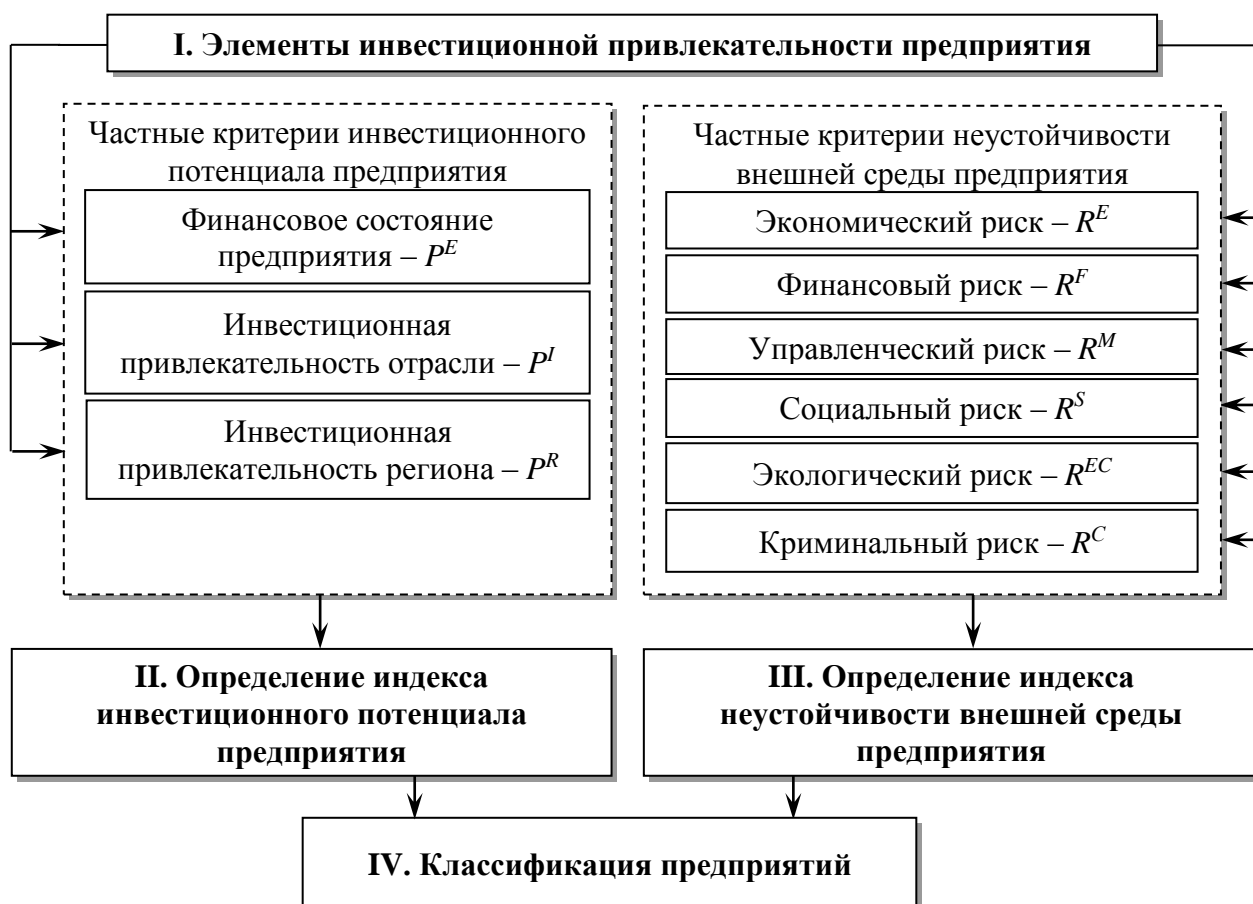 I. Элементы инвестиционной привлекательности предприятия
Частные критерии инвестиционного
потенциала предприятия
Финансовое состояние
предприятия – P^E
Инвестиционная
привлекательность отрасли – P^I
Инвестиционная
привлекательность региона – P^R
Частные критерии неустойчивости
внешней среды предприятия
Экономический риск – R^E
Финансовый риск – R^F
Управленческий риск – R^M
Социальный риск – R^S
Экологический риск – R^EC
Криминальный риск – R^C
II. Определение индекса
инвестиционного потенциала
предприятия
III. Определение индекса
неустойчивости внешней среды
предприятия
IV. Классификация предприятий